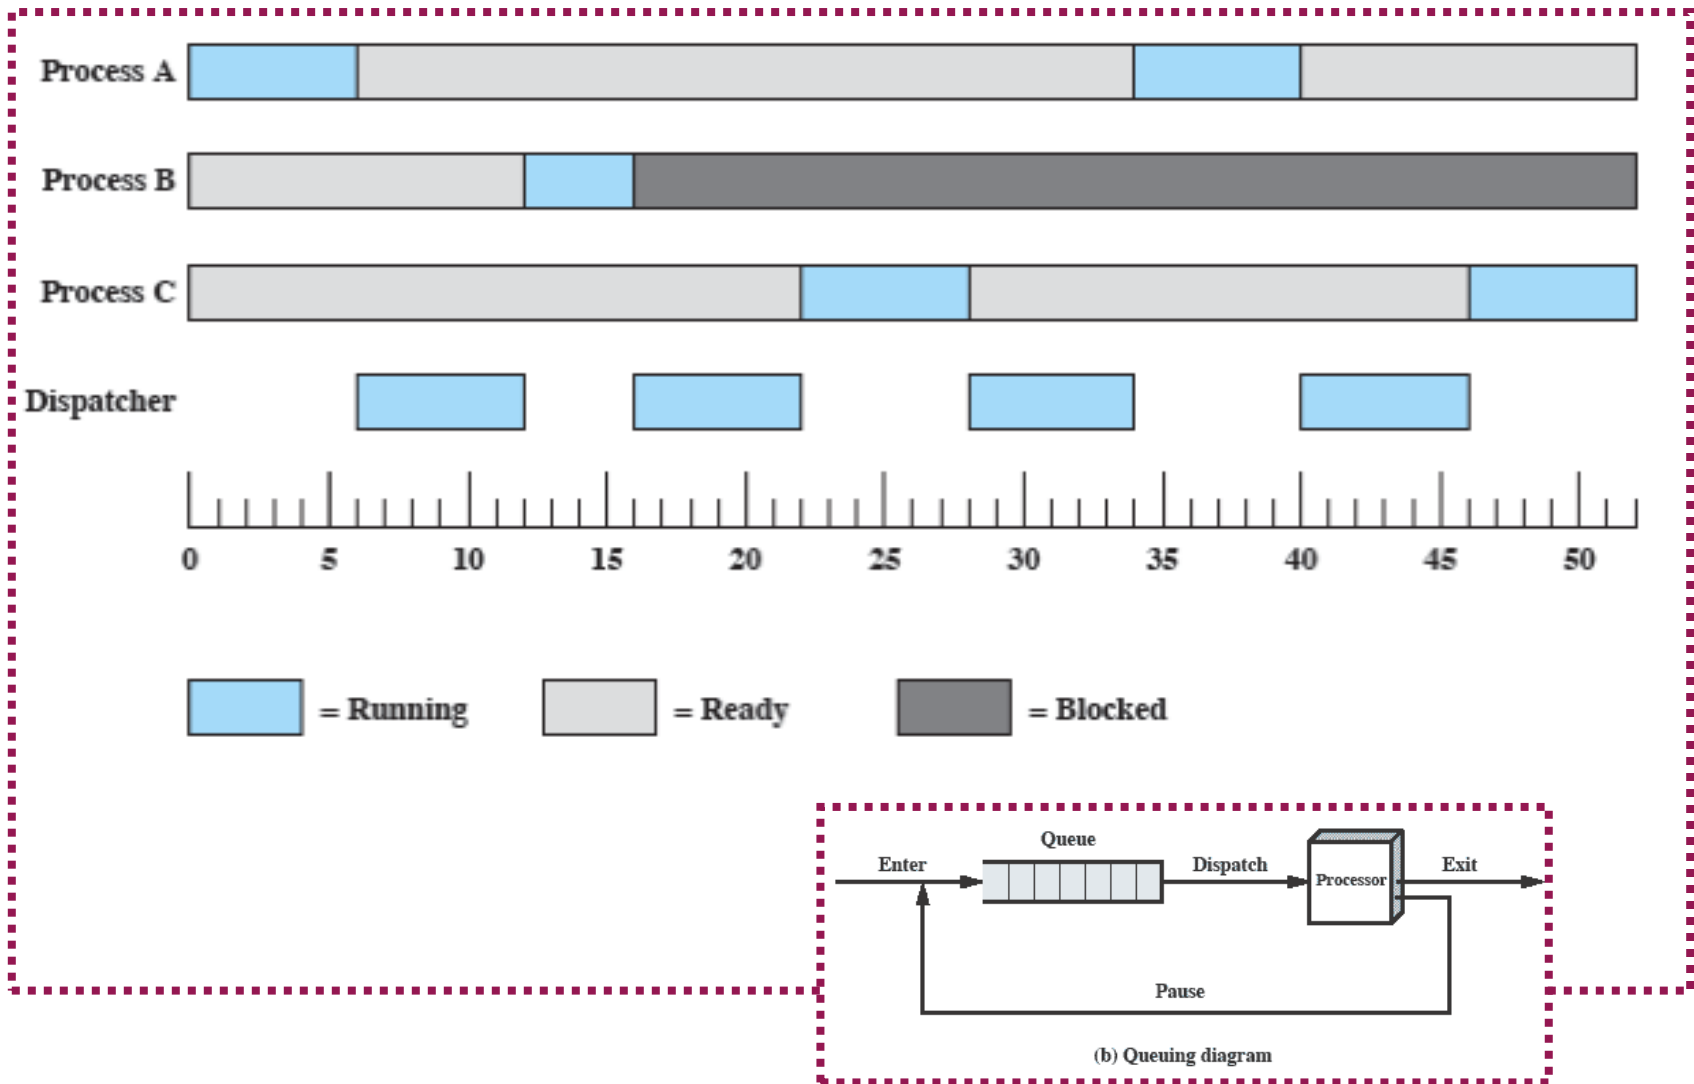 Process A
Process B
Process C
Dispatcher
0 5 10 15 20 25 30 35 40 45 50
= Running = Ready = Blocked
Queue
Enter Dispatch Processor Exit
Pause
(b) Queuing diagram